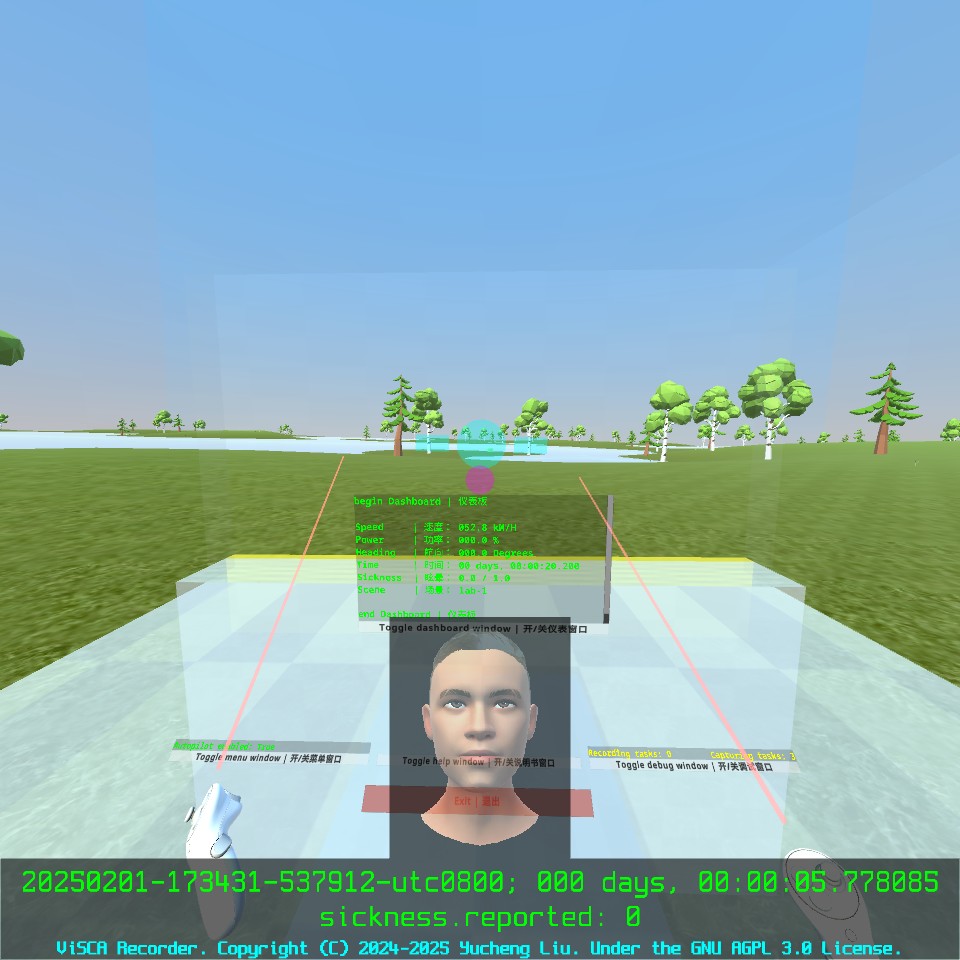 begin Dashboard | 仪表板
Speed | 速度： 052.8 kM/H
Power | 功率： 000.0 %
Heading | 航向： 000.0 Degrees
Time | 时间： 00 days, 00:00:20.200
Sickness | 眩晕： 0.0 / 1.0
Scene | 场景： lab-1
end Dashboard | 仪表板
Toggle dashboard window | 开/关仪表窗口
Autopilot enabled: True
Toggle menu window | 开/关菜单窗口
Toggle help window | 开/关说明书窗口
Recording tasks: 0 Capturing tasks: 3
Toggle debug window | 开/关调试窗口
Exit | 退出
20250201-173431-537912-utc0800; 000 days, 00:00:05.778085
sickness.reported: 0
ViSCA Recorder. Copyright (C) 2024-2025 Yucheng Liu. Under the GNU AGPL 3.0 License.